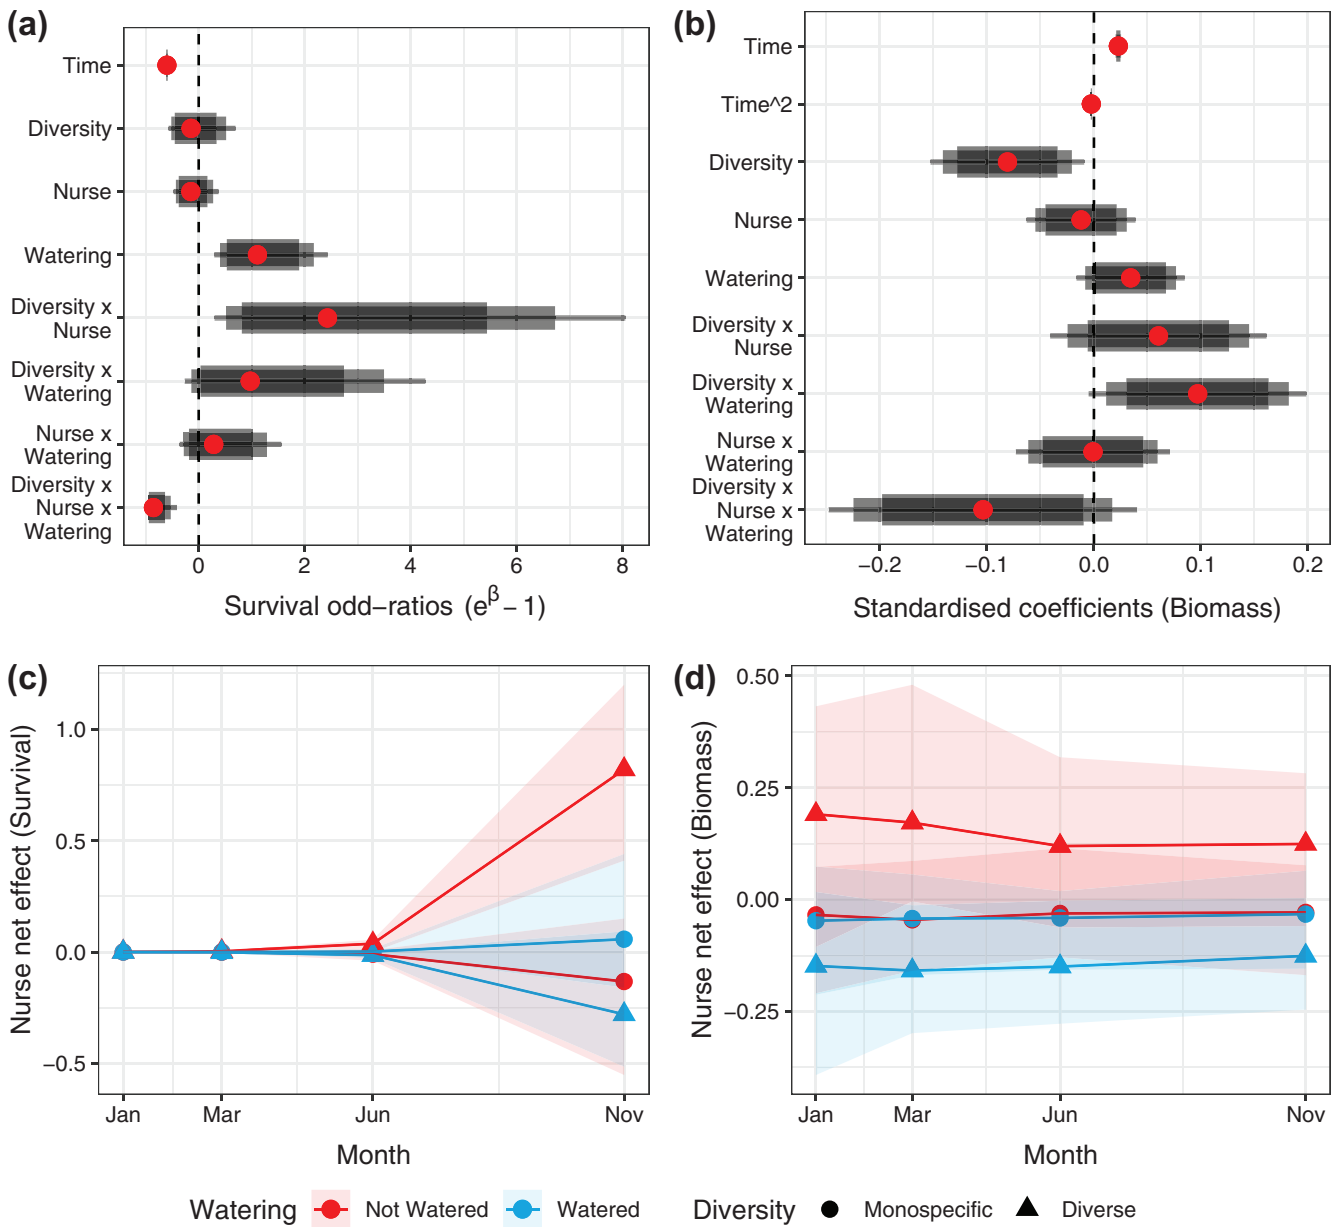 (a)
Time
Diversity
Nurse
Watering
Diversity x
Nurse
Diversity x
Watering
Nurse x
Watering
Diversity x
Nurse x
Watering
0 2 4 6 8
Survival odd−ratios (e^β − 1)
(b)
Time
Time^2
Diversity
Nurse
Watering
Diversity x
Nurse
Diversity x
Watering
Nurse x
Watering
Diversity x
Nurse x
Watering
−0.2 −0.1 0.0 0.1 0.2
Standardised coefficients (Biomass)
(c)
Nurse net effect (Survival)
1.0
0.5
0.0
−0.5
Jan Mar Jun Nov
Month
(d)
Nurse net effect (Biomass)
0.50
0.25
0.00
−0.25
Jan Mar Jun Nov
Month
Watering Not Watered Watered Diversity Monospecific Diverse